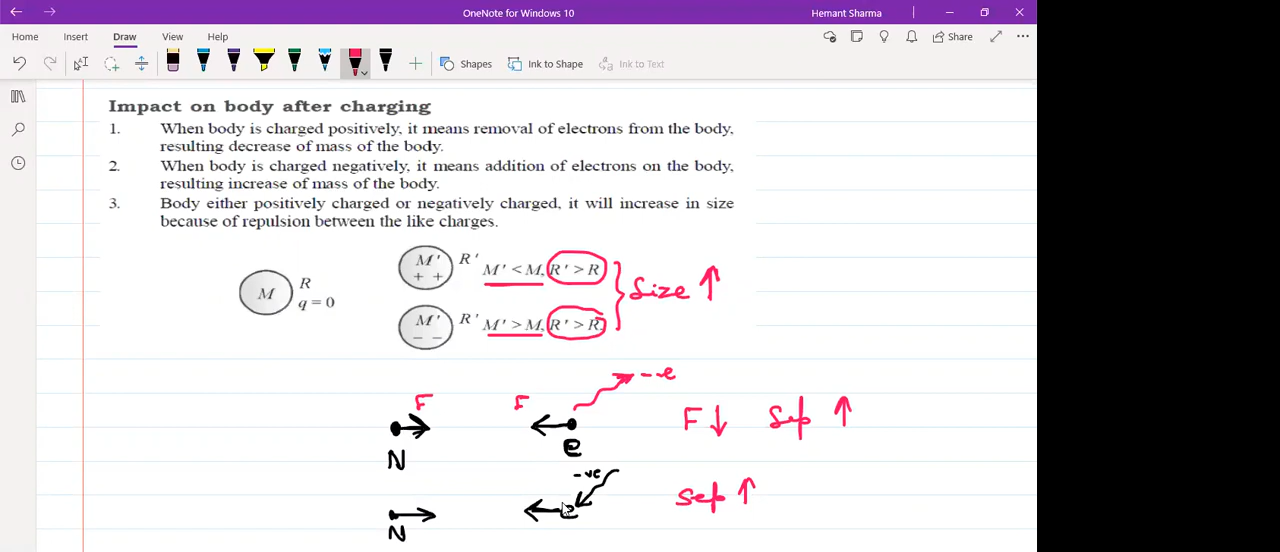 OneNote for Windows 10
Hemant Sharma
Home Insert Draw View Help
Share
Shapes Ink to Shape Ink to Text
Impact on body after charging
1. When body is charged positively, it means removal of electrons from the body,
resulting decrease of mass of the body.
2. When body is charged negatively, it means addition of electrons on the body,
resulting increase of mass of the body.
3. Body either positively charged or negatively charged, it will increase in size
because of repulsion between the like charges.
M R
q = 0
M' + + R' M' < M, R' > R
Size ↑
M' − − R' M' > M, R' > R.
−e
F F F ↓ Sep ↑
N e
−ve
Sep ↑
N e